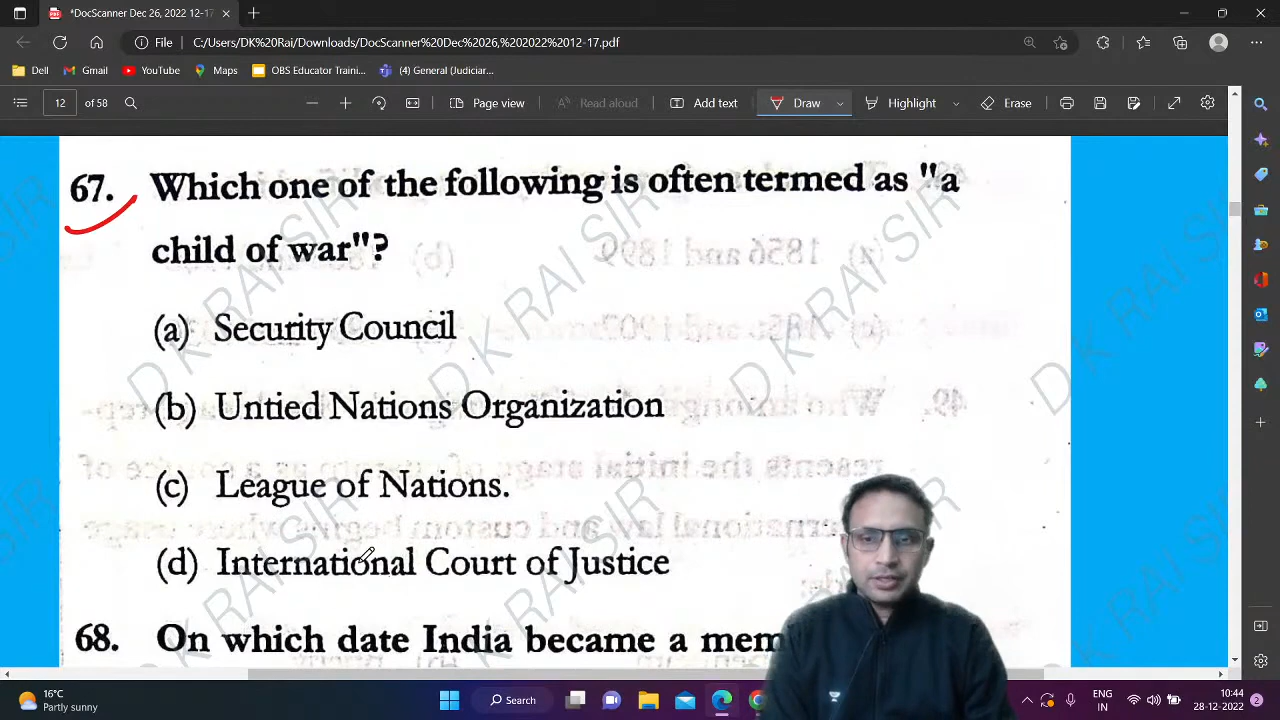 *DocScanner Dec 26, 2022 12-17
File C:/Users/DK%20Rai/Downloads/DocScanner%20Dec%2026,%202022%2012-17.pdf
Dell Gmail YouTube Maps OBS Educator Traini... (4) General (Judiciar...
12 of 58 Page view Read aloud Add text Draw Highlight Erase
67. Which one of the following is often termed as "a
child of war"?
(a) Security Council
(b) Untied Nations Organization
(c) League of Nations.
(d) International Court of Justice
68. On which date India became a mem
D K RAI SIR
16°C
Partly sunny
Search
ENG
IN
10:44
28-12-2022